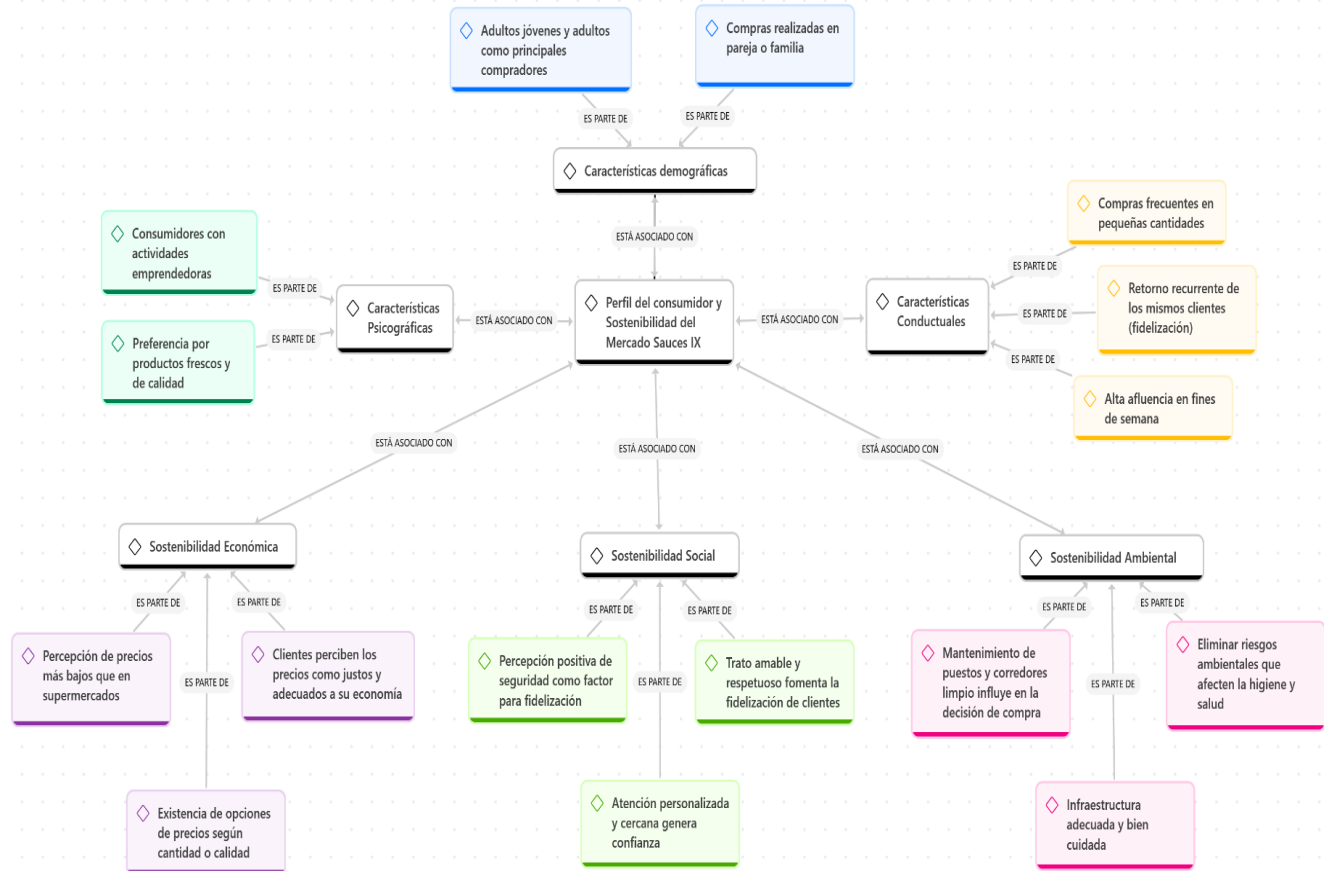 Adultos jóvenes y adultos
como principales
compradores
Compras realizadas en
pareja o familia
ES PARTE DE
ES PARTE DE
Características demográficas
ESTÁ ASOCIADO CON
Consumidores con
actividades
emprendedoras
ES PARTE DE
Preferencia por
productos frescos y
de calidad
ES PARTE DE
Características
Psicográficas
ESTÁ ASOCIADO CON
Perfil del consumidor y
Sostenibilidad del
Mercado Sauces IX
ESTÁ ASOCIADO CON
Características
Conductuales
Compras frecuentes en
pequeñas cantidades
ES PARTE DE
Retorno recurrente de
los mismos clientes
(fidelización)
ES PARTE DE
ES PARTE DE
Alta afluencia en fines
de semana
ESTÁ ASOCIADO CON
ESTÁ ASOCIADO CON
ESTÁ ASOCIADO CON
Sostenibilidad Económica
ES PARTE DE
ES PARTE DE
Percepción de precios
más bajos que en
supermercados
Clientes perciben los
precios como justos y
adecuados a su economía
ES PARTE DE
Existencia de opciones
de precios según
cantidad o calidad
Sostenibilidad Social
ES PARTE DE
ES PARTE DE
Percepción positiva de
seguridad como factor
para fidelización
Trato amable y
respetuoso fomenta la
fidelización de clientes
ES PARTE DE
Atención personalizada
y cercana genera
confianza
Sostenibilidad Ambiental
ES PARTE DE
ES PARTE DE
Mantenimiento de
puestos y corredores
limpio influye en la
decisión de compra
Eliminar riesgos
ambientales que
afecten la higiene y
salud
ES PARTE DE
Infraestructura
adecuada y bien
cuidada